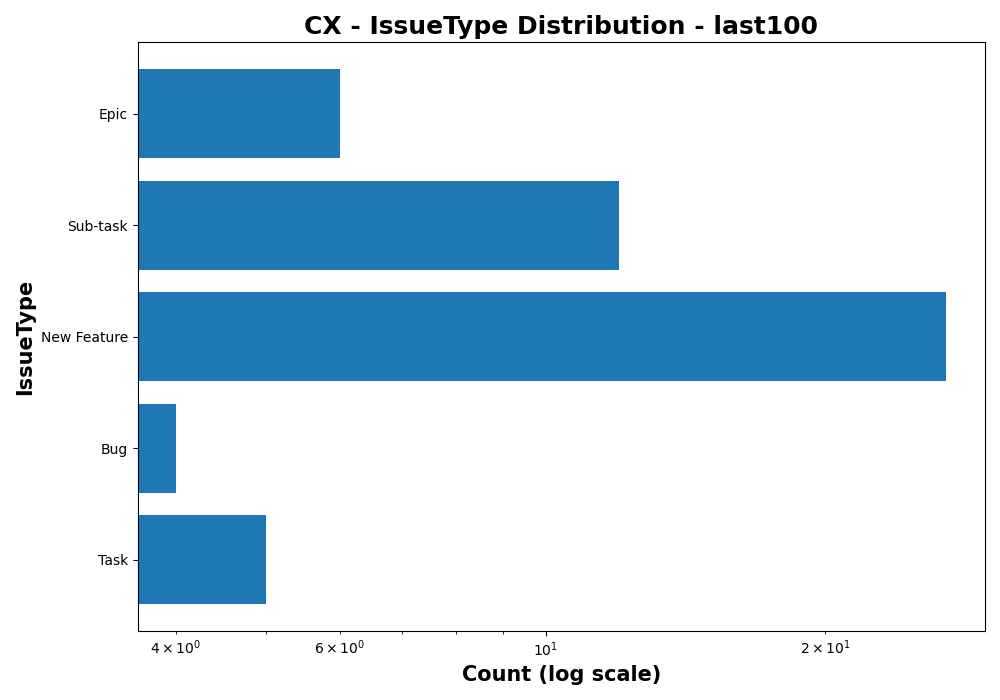 CX - IssueType Distribution - last100
IssueType
Epic
Sub-task
New Feature
Bug
Task
4 × 10⁰
6 × 10⁰
10¹
2 × 10¹
Count (log scale)